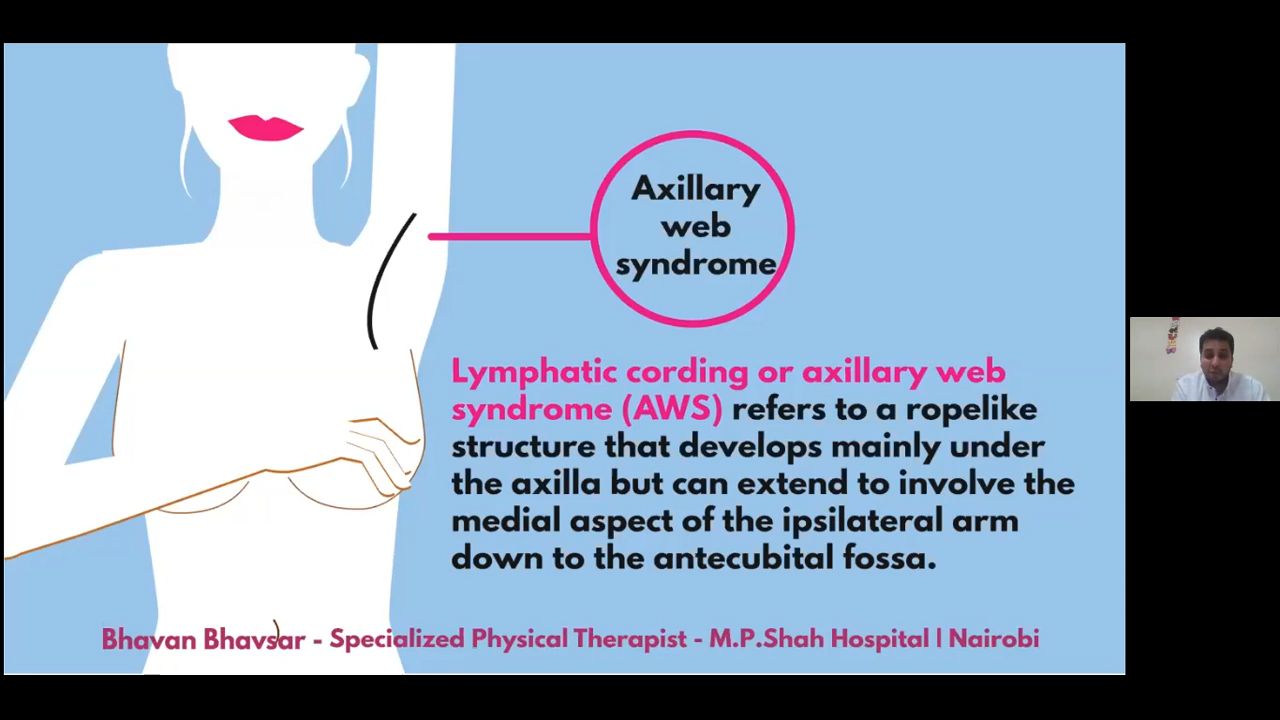 Axillary
web
syndrome
Lymphatic cording or axillary web
syndrome (AWS) refers to a ropelike
structure that develops mainly under
the axilla but can extend to involve the
medial aspect of the ipsilateral arm
down to the antecubital fossa.
Bhavan Bhavsar - Specialized Physical Therapist - M.P.Shah Hospital | Nairobi